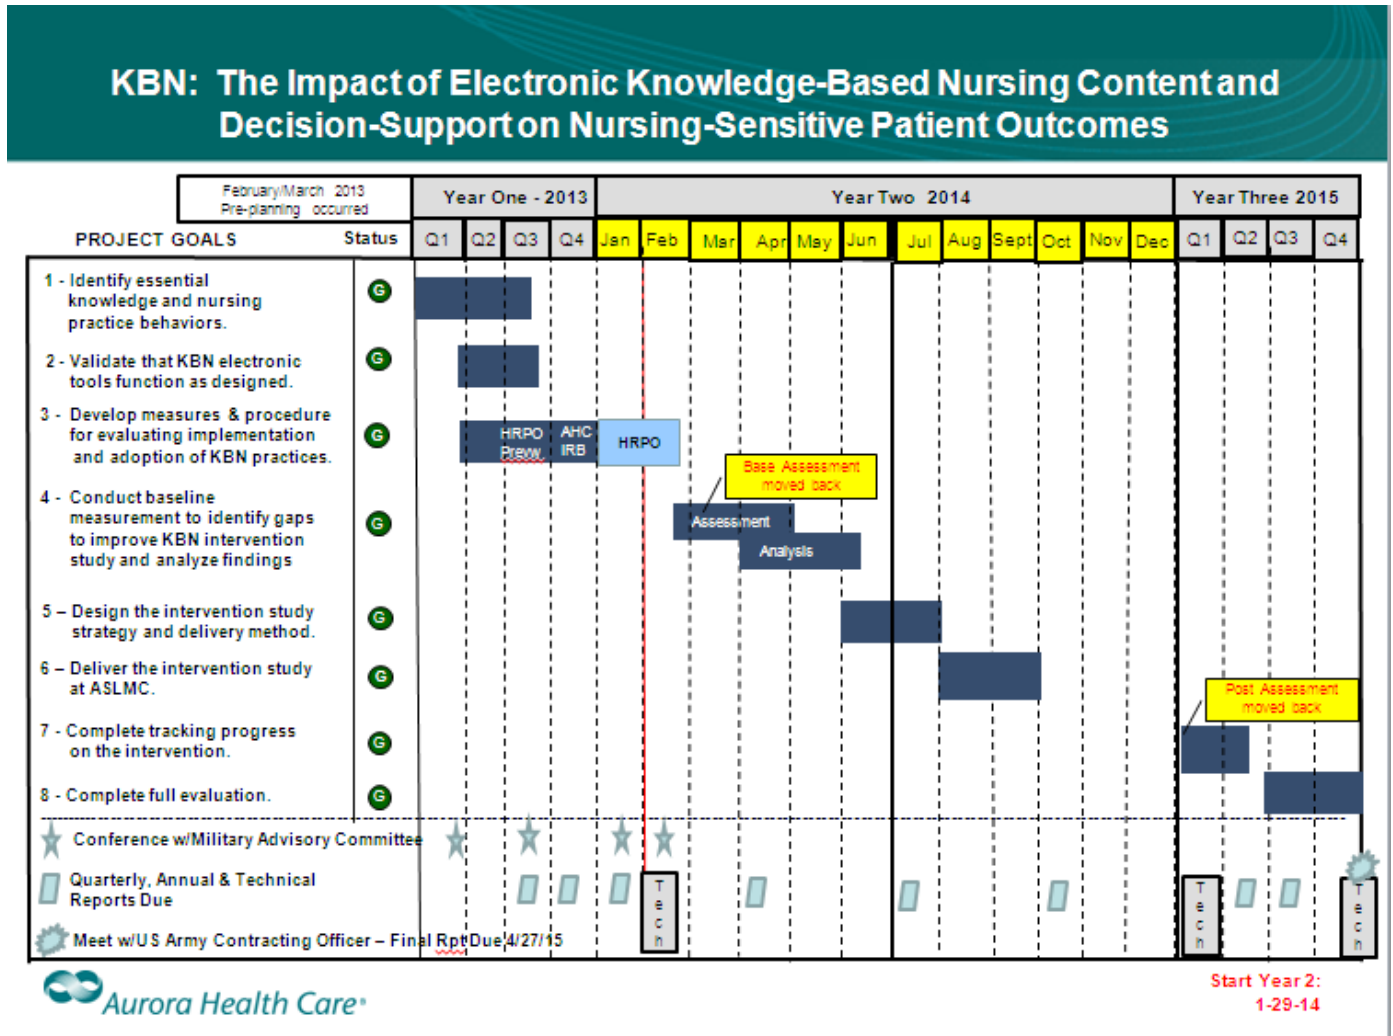 KBN: The Impact of Electronic Knowledge-Based Nursing Content and
Decision-Support on Nursing-Sensitive Patient Outcomes
February/March 2013
Pre-planning occurred
Year One - 2013
Year Two 2014
Year Three 2015
PROJECT GOALS
Status
Q1 Q2 Q3 Q4 Jan Feb Mar Apr May Jun Jul Aug Sept Oct Nov Dec Q1 Q2 Q3 Q4
1 - Identify essential
knowledge and nursing
practice behaviors.
G
2 - Validate that KBN electronic
tools function as designed.
G
3 - Develop measures & procedure
for evaluating implementation
and adoption of KBN practices.
G
HRPO
Prevw.
AHC
IRB
HRPO
Base Assessment
moved back
4 - Conduct baseline
measurement to identify gaps
to improve KBN intervention
study and analyze findings
G
Assessment
Analysis
5 – Design the intervention study
strategy and delivery method.
G
6 – Deliver the intervention study
at ASLMC.
G
Post Assessment
moved back
7 - Complete tracking progress
on the intervention.
G
8 - Complete full evaluation.
G
Conference w/Military Advisory Committee
Quarterly, Annual & Technical
Reports Due
Tech
Tech
Tech
Meet w/US Army Contracting Officer – Final Rpt Due 4/27/15
Aurora Health Care®
Start Year 2:
1-29-14